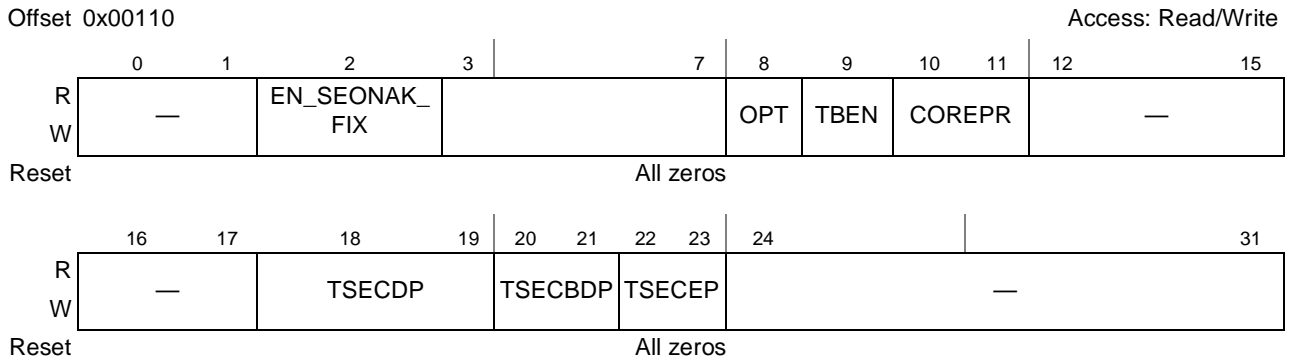 Offset 0x00110 Access: Read/Write
0 1 2 3 7 8 9 10 11 12 15
R
W
—
EN_SEONAK_
FIX
OPT TBEN COREPR —
Reset All zeros
16 17 18 19 20 21 22 23 24 31
R
W
— TSECDP TSECBDP TSECEP —
Reset All zeros